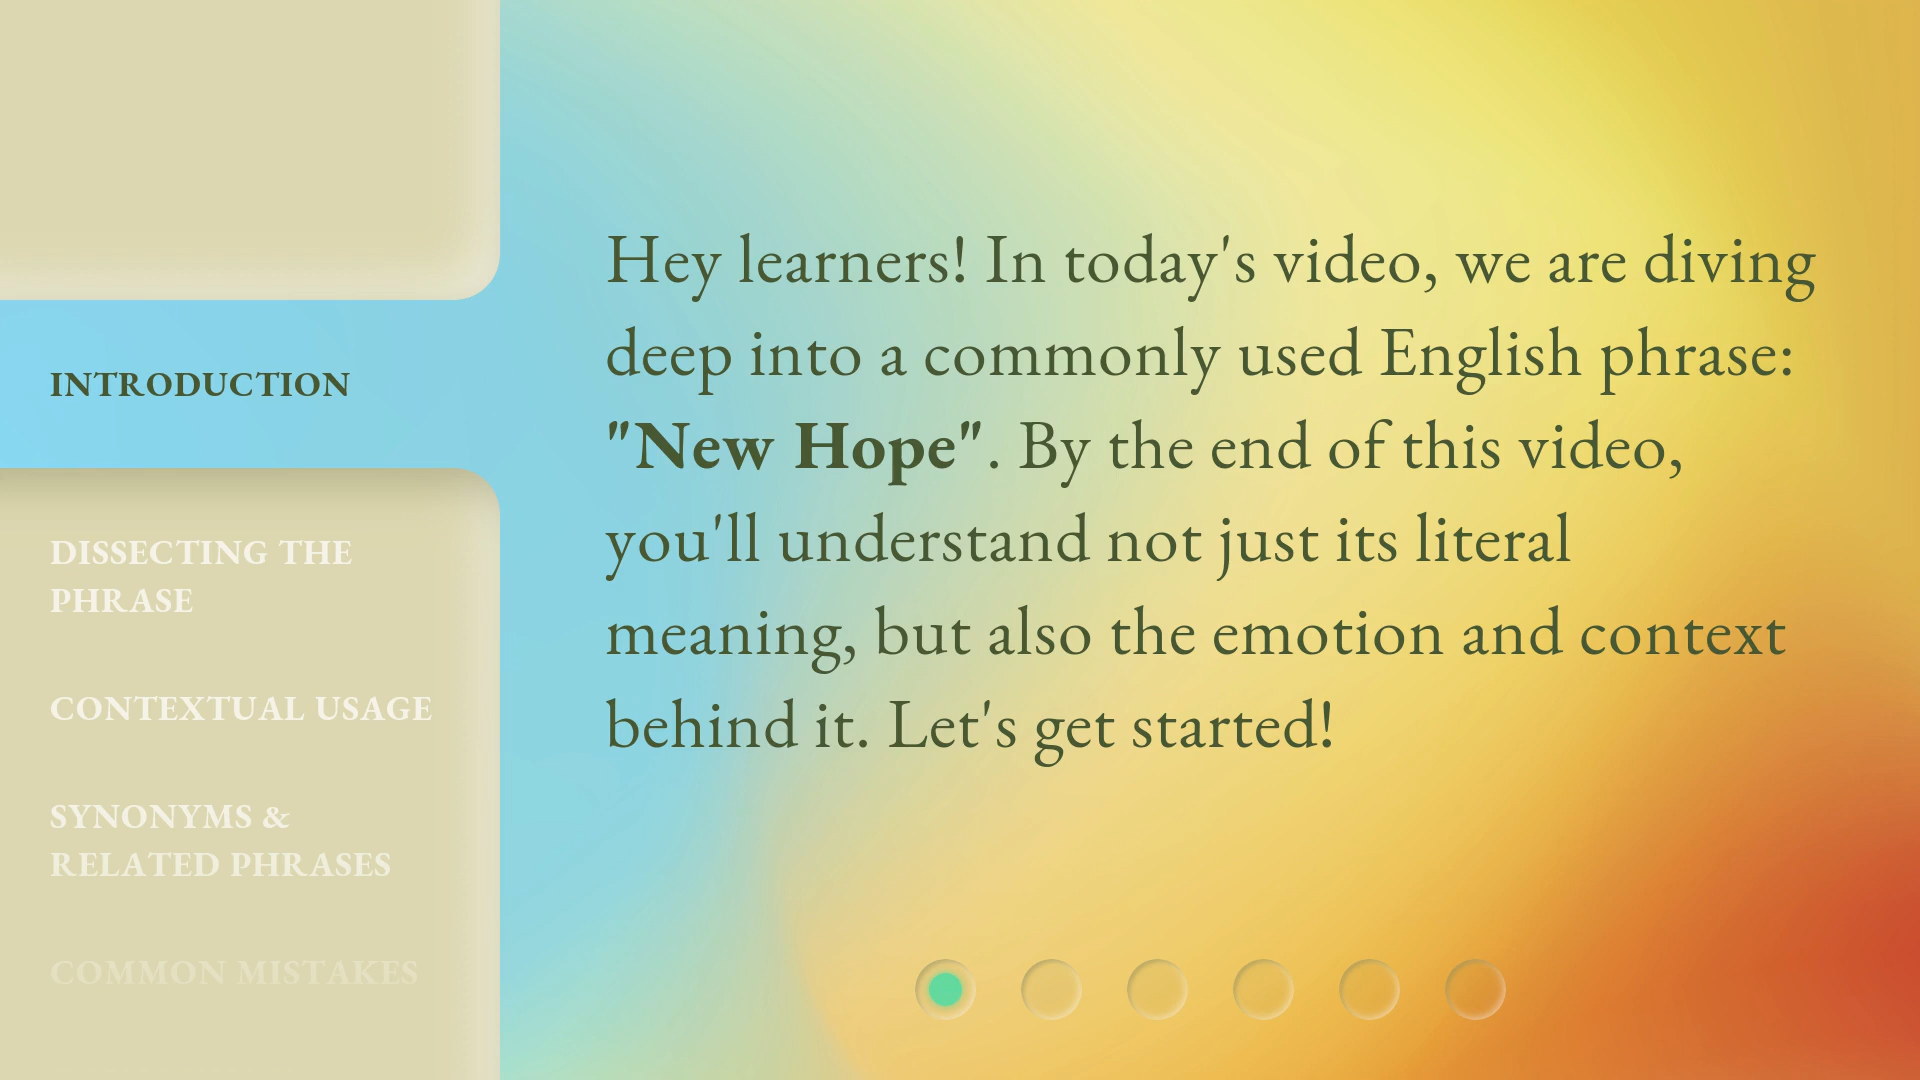 INTRODUCTION
DISSECTING THE
PHRASE
CONTEXTUAL USAGE
SYNONYMS &
RELATED PHRASES
COMMON MISTAKES
Hey learners! In today's video, we are diving
deep into a commonly used English phrase:
"New Hope". By the end of this video,
you'll understand not just its literal
meaning, but also the emotion and context
behind it. Let's get started!